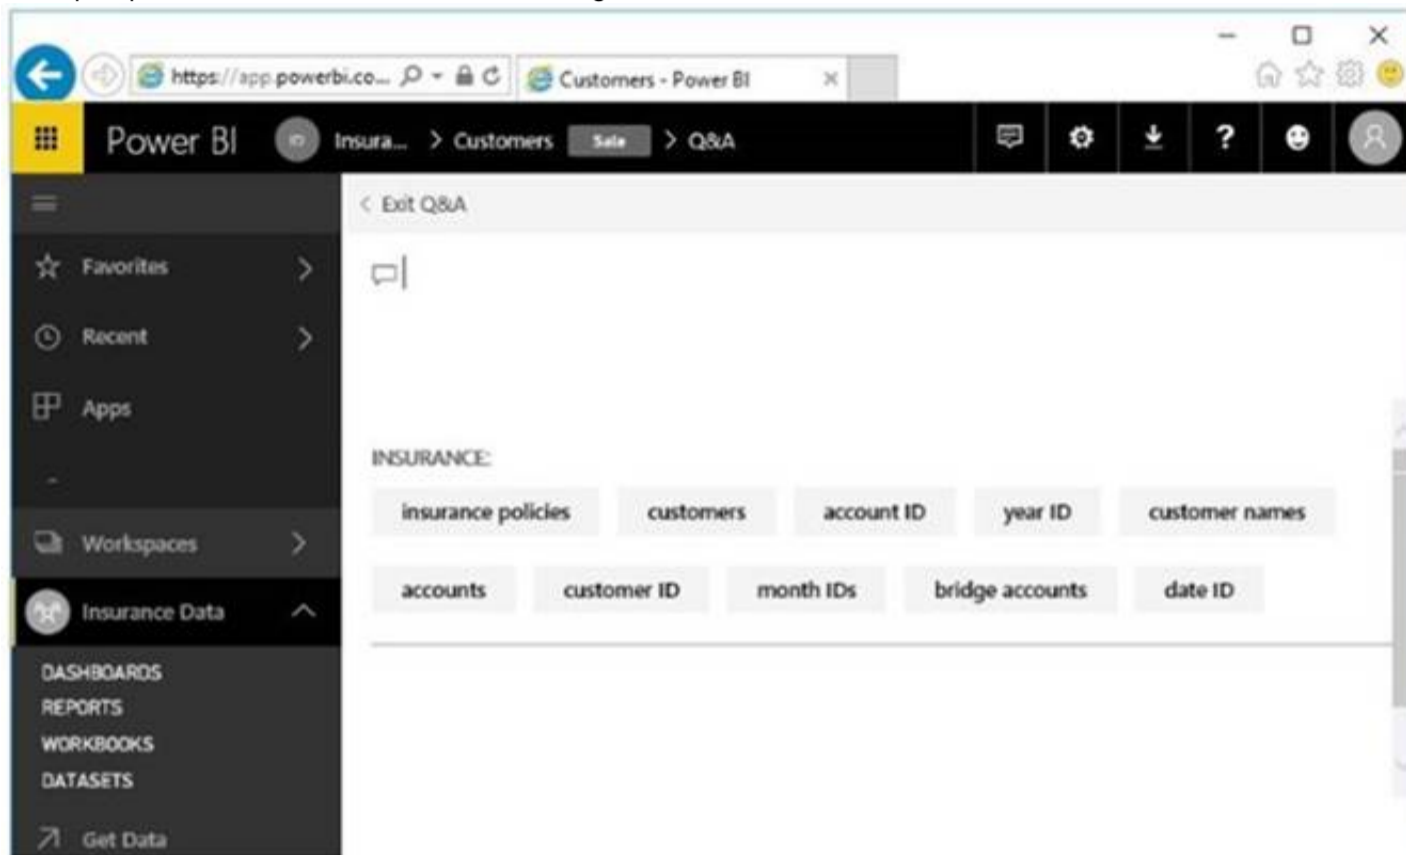 https://app.powerbi.co... Customers - Power BI
Power BI Insura... > Customers Sale > Q&A ?
< Exit Q&A
Favorites
Recent
Apps
Workspaces
Insurance Data
DASHBOARDS
REPORTS
WORKBOOKS
DATASETS
Get Data
INSURANCE:
insurance policies customers account ID year ID customer names
accounts customer ID month IDs bridge accounts date ID